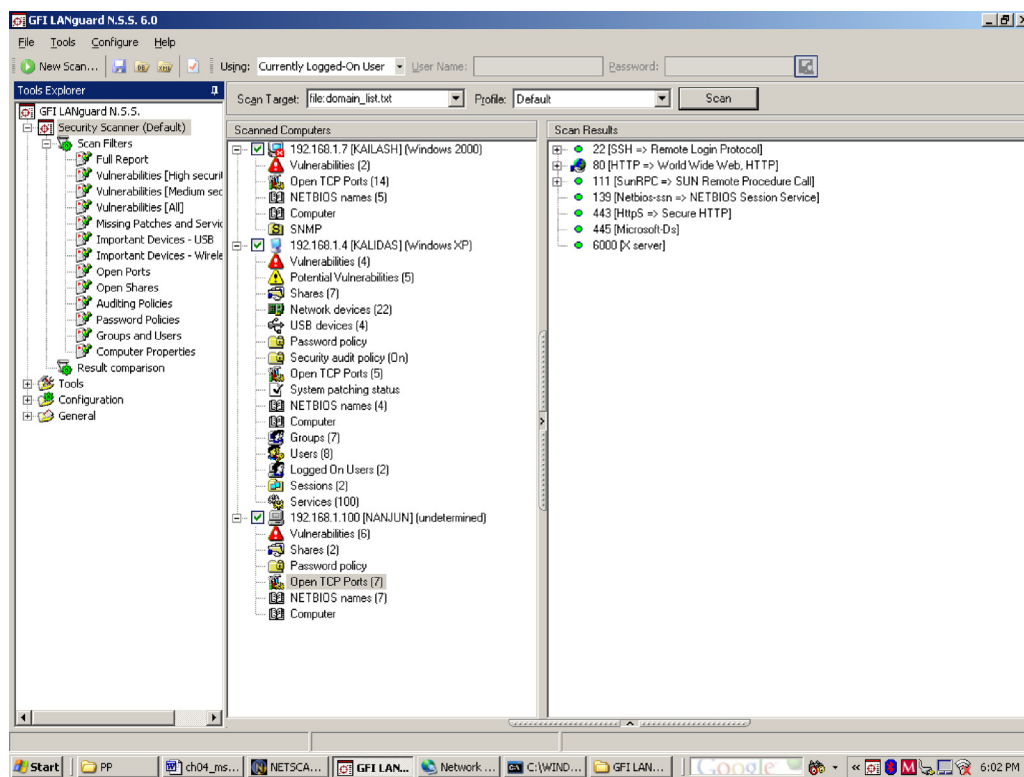 GFI LANguard N.S.S. 6.0
File Tools Configure Help
New Scan... Using: Currently Logged-On User User Name: Password:
Tools Explorer
GFI LANguard N.S.S.
Security Scanner (Default)
Scan Filters
Full Report
Vulnerabilities [High securit
Vulnerabilities [Medium sec
Vulnerabilities [All]
Missing Patches and Servic
Important Devices - USB
Important Devices - Wirele
Open Ports
Open Shares
Auditing Policies
Password Policies
Groups and Users
Computer Properties
Result comparison
Tools
Configuration
General
Scan Target: file:domain_list.txt Profile: Default Scan
Scanned Computers
192.168.1.7 [KAILASH] (Windows 2000)
Vulnerabilities (2)
Open TCP Ports (14)
NETBIOS names (5)
Computer
SNMP
192.168.1.4 [KALIDAS] (Windows XP)
Vulnerabilities (4)
Potential Vulnerabilities (5)
Shares (7)
Network devices (22)
USB devices (4)
Password policy
Security audit policy (On)
Open TCP Ports (5)
System patching status
NETBIOS names (4)
Computer
Groups (7)
Users (8)
Logged On Users (2)
Sessions (2)
Services (100)
192.168.1.100 [NANJUN] (undetermined)
Vulnerabilities (6)
Shares (2)
Password policy
Open TCP Ports (7)
NETBIOS names (7)
Computer
Scan Results
22 [SSH => Remote Login Protocol]
80 [HTTP => World Wide Web, HTTP]
111 [SunRPC => SUN Remote Procedure Call]
139 [Netbios-ssn => NETBIOS Session Service]
443 [HttpS => Secure HTTP]
445 [Microsoft-Ds]
6000 [X server]
Start PP ch04_ms... NETSCA... GFI LAN... Network ... C:\WIND... GFI LAN... Google 6:02 PM